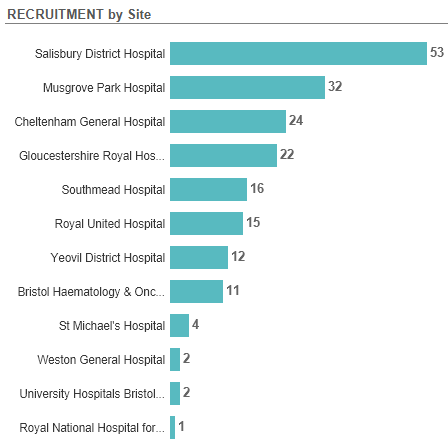 RECRUITMENT by Site
Salisbury District Hospital 53
Musgrove Park Hospital 32
Cheltenham General Hospital 24
Gloucestershire Royal Hos... 22
Southmead Hospital 16
Royal United Hospital 15
Yeovil District Hospital 12
Bristol Haematology & Onc... 11
St Michael's Hospital 4
Weston General Hospital 2
University Hospitals Bristol... 2
Royal National Hospital for... 1